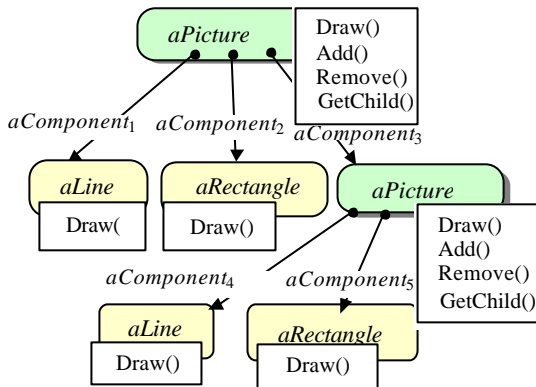 aPicture
Draw()
Add()
Remove()
GetChild()
aComponent1
aComponent2
aComponent3
aLine
Draw(
aRectangle
Draw()
aPicture
Draw()
Add()
Remove()
GetChild()
aComponent4
aComponent5
aLine
Draw()
aRectangle
Draw()